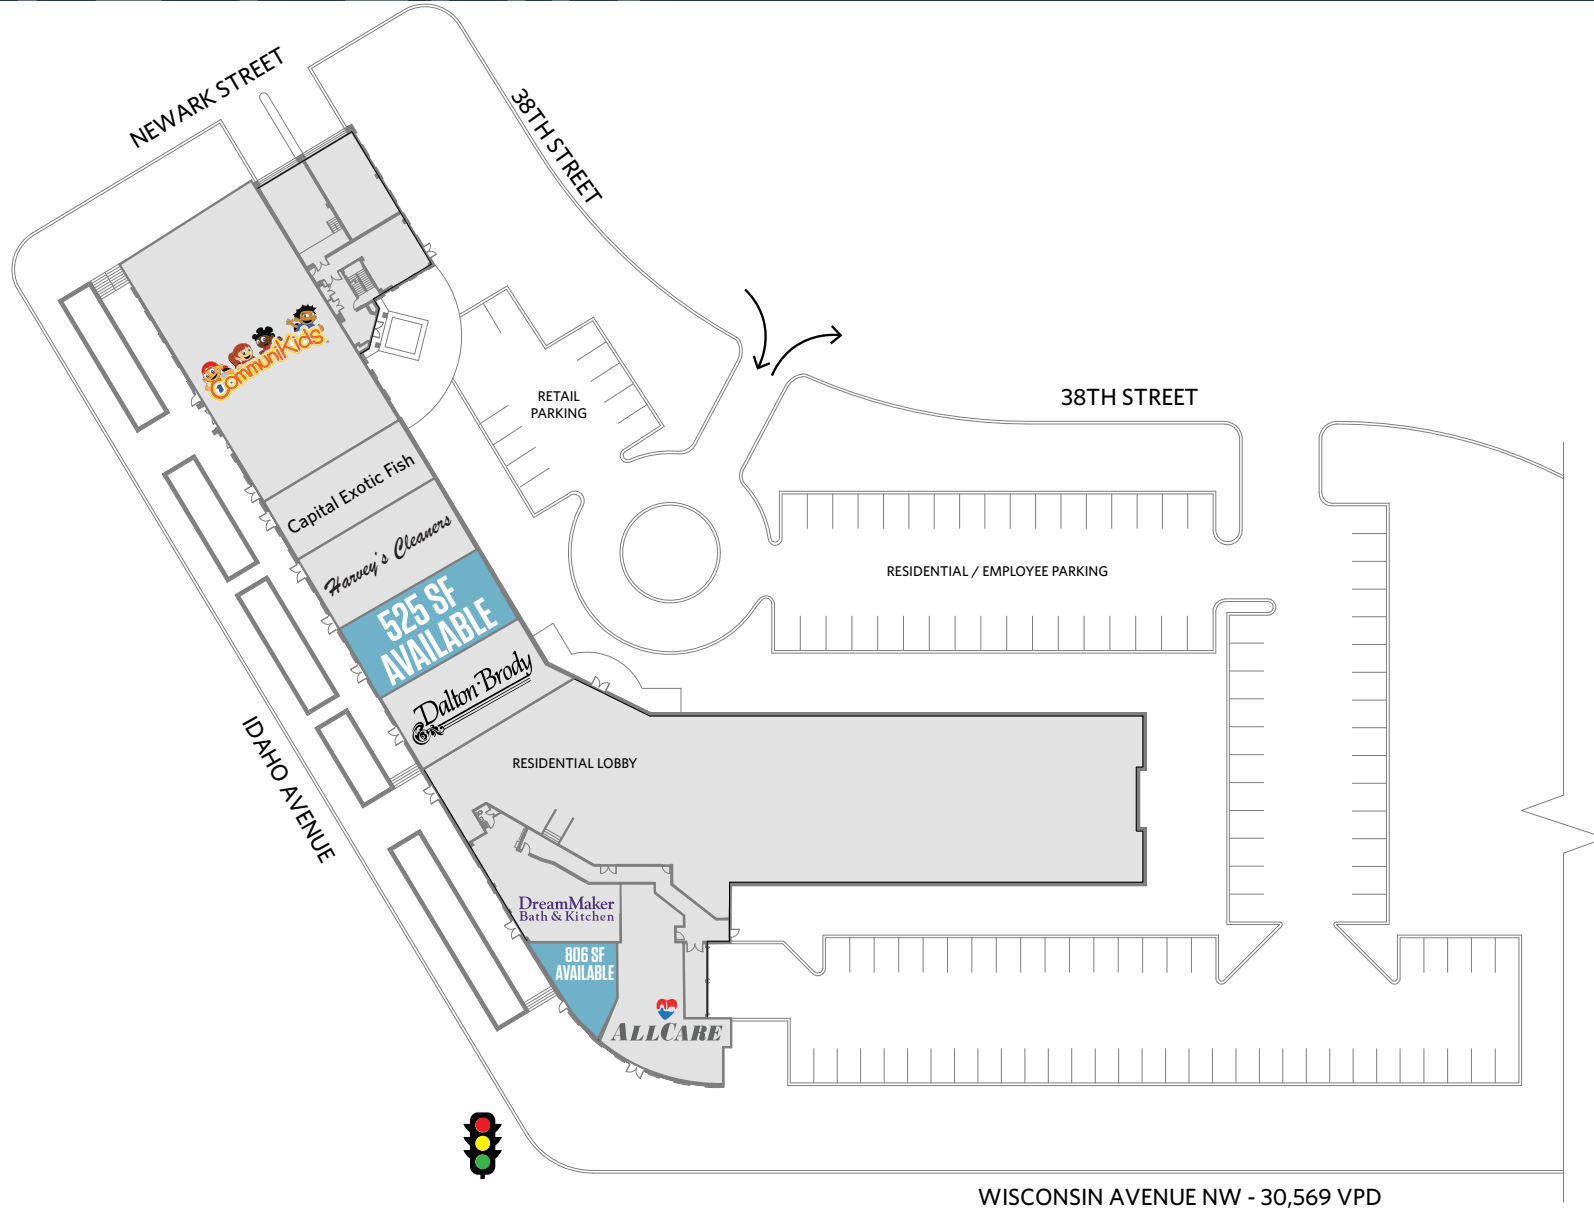 NEWARK STREET
38TH STREET
CommuniKids
RETAIL
PARKING
38TH STREET
Capital Exotic Fish
Harvey's Cleaners
RESIDENTIAL / EMPLOYEE PARKING
525 SF
AVAILABLE
Dalton·Brody
IDAHO AVENUE
RESIDENTIAL LOBBY
DreamMaker
Bath & Kitchen
806 SF
AVAILABLE
ALLCARE
WISCONSIN AVENUE NW - 30,569 VPD